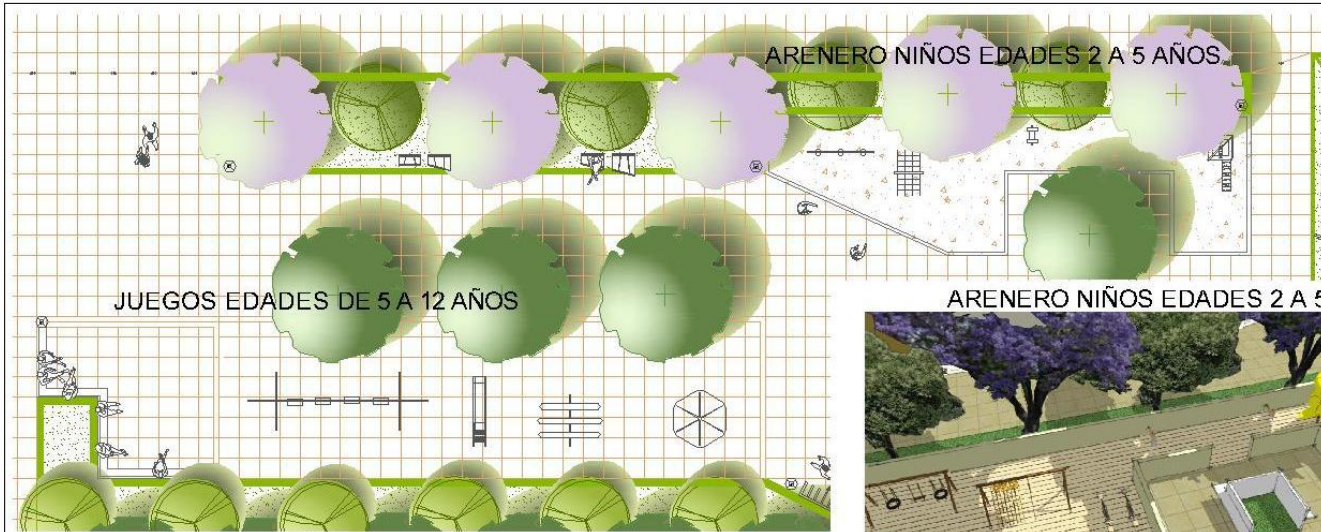 ARENERO NIÑOS EDADES 2 A 5 AÑOS
JUEGOS EDADES DE 5 A 12 AÑOS
ARENERO NIÑOS EDADES 2 A 5